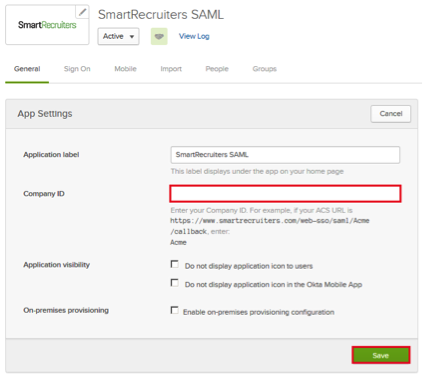 SmartRecruiters SAML
SmartRecruiters
Active
View Log
General Sign On Mobile Import People Groups
App Settings
Cancel
Application label
SmartRecruiters SAML
This label displays under the app on your home page
Company ID
Enter your Company ID. For example, if your ACS URL is
https://www.smartrecruiters.com/web-sso/saml/Acme
/callback, enter:
Acme
Application visibility
Do not display application icon to users
Do not display application icon in the Okta Mobile App
On-premises provisioning
Enable on-premises provisioning configuration
Save